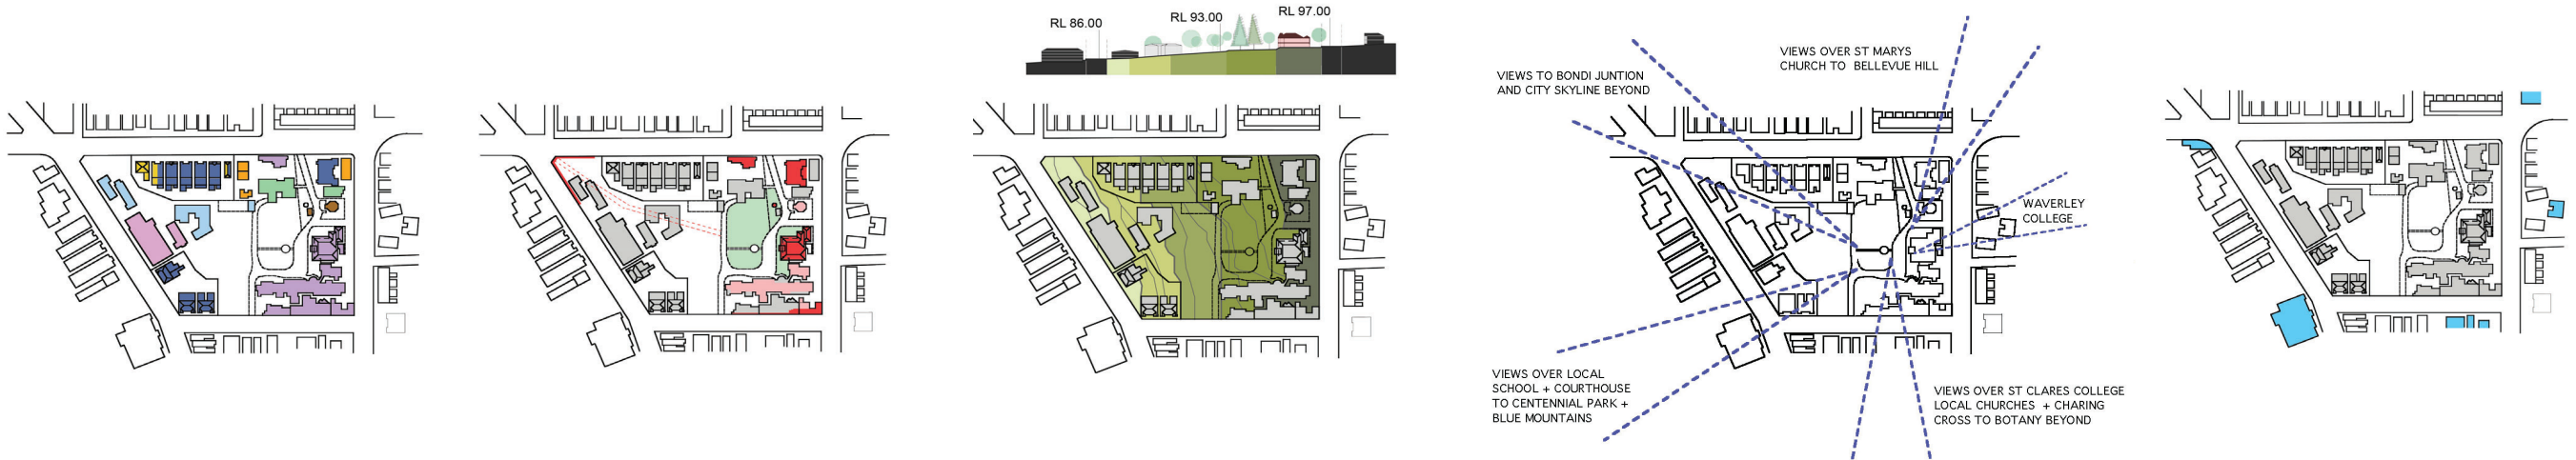 RL 86.00
RL 93.00
RL 97.00
VIEWS TO BONDI JUNTION
AND CITY SKYLINE BEYOND
VIEWS OVER ST MARYS
CHURCH TO BELLEVUE HILL
WAVERLEY
COLLEGE
VIEWS OVER LOCAL
SCHOOL + COURTHOUSE
TO CENTENNIAL PARK +
BLUE MOUNTAINS
VIEWS OVER ST CLARES COLLEGE
LOCAL CHURCHES + CHARING
CROSS TO BOTANY BEYOND